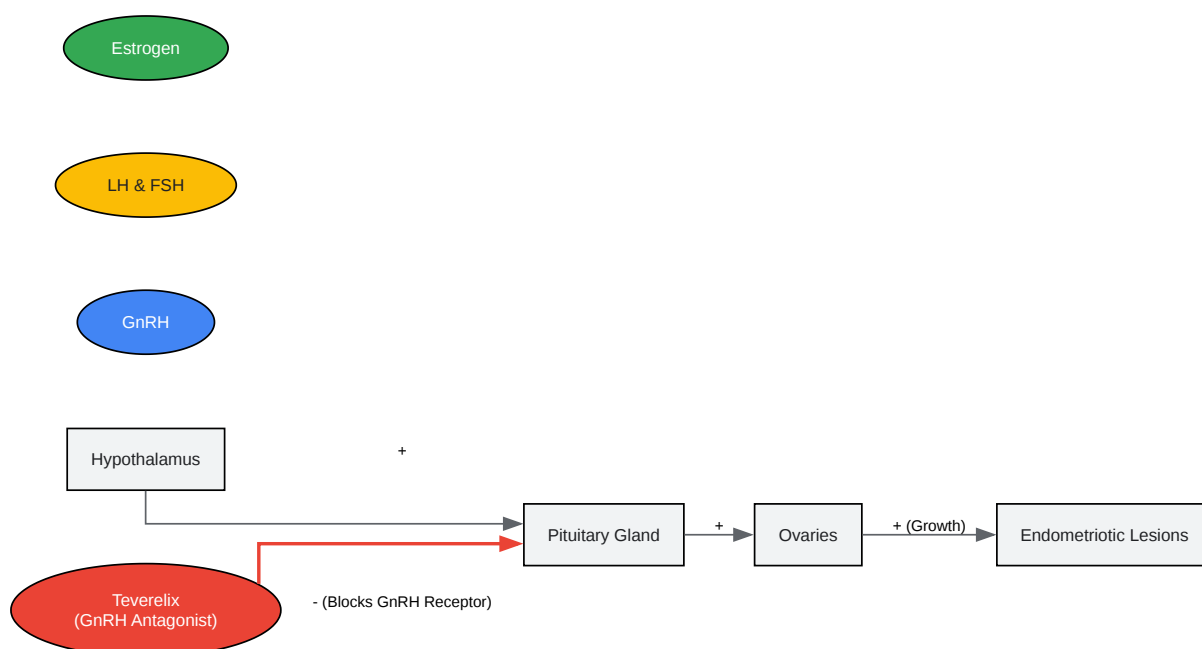 Estrogen
LH & FSH
GnRH
Hypothalamus
+
Pituitary Gland
+
Ovaries
+ (Growth)
Endometriotic Lesions
Teverelix
(GnRH Antagonist)
- (Blocks GnRH Receptor)